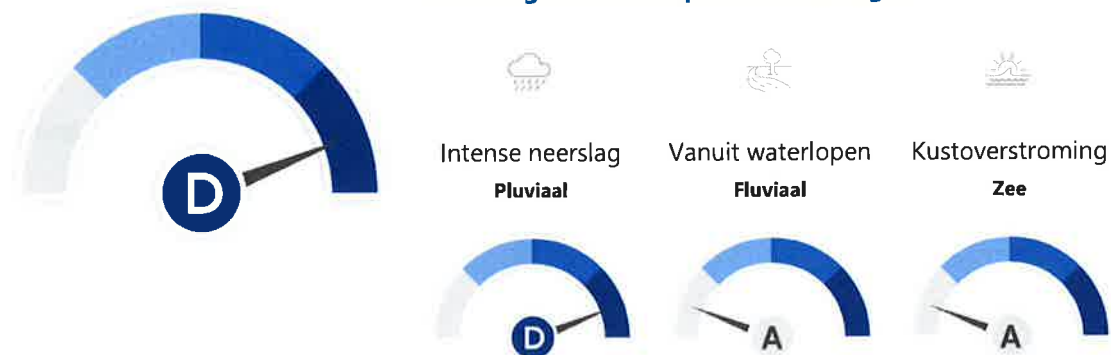 D
Intense neerslag
Pluviaal
D
Vanuit waterlopen
Fluviaal
A
Kustoverstroming
Zee
A